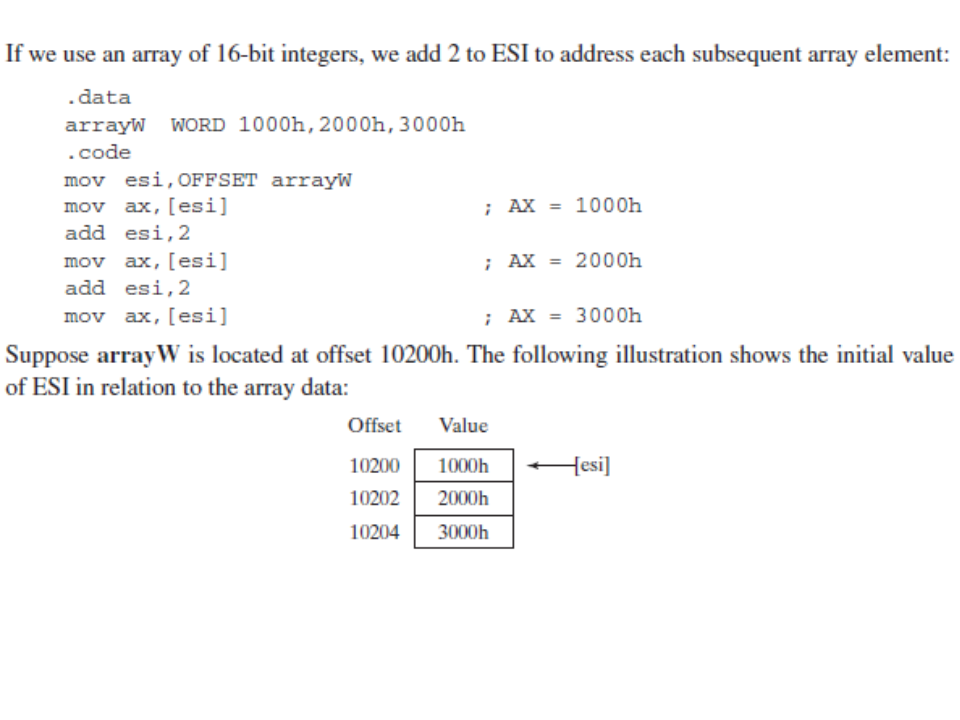 If we use an array of 16-bit integers, we add 2 to ESI to address each subsequent array element:
.data
arrayW WORD 1000h,2000h,3000h
.code
mov esi,OFFSET arrayW
mov ax,[esi] ; AX = 1000h
add esi,2
mov ax,[esi] ; AX = 2000h
add esi,2
mov ax,[esi] ; AX = 3000h
Suppose arrayW is located at offset 10200h. The following illustration shows the initial value
of ESI in relation to the array data:
Offset Value
10200 1000h [esi]
10202 2000h
10204 3000h